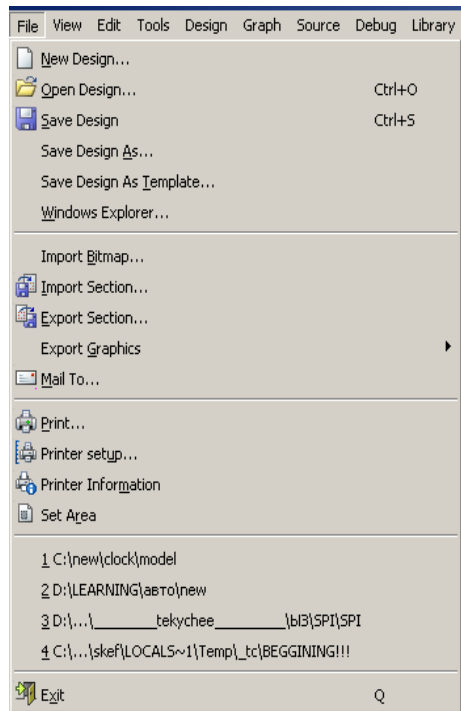 File View Edit Tools Design Graph Source Debug Library
New Design...
Open Design... Ctrl+O
Save Design Ctrl+S
Save Design As...
Save Design As Template...
Windows Explorer...
Import Bitmap...
Import Section...
Export Section...
Export Graphics
Mail To...
Print...
Printer setup...
Printer Information
Set Area
1 C:\new\clock\model
2 D:\LEARNING\авто\new
3 D:\...\________tekychee_________\ЫЗ\SPI\SPI
4 C:\...\skef\LOCALS~1\Temp\_tc\BEGGINING!!!
Exit Q